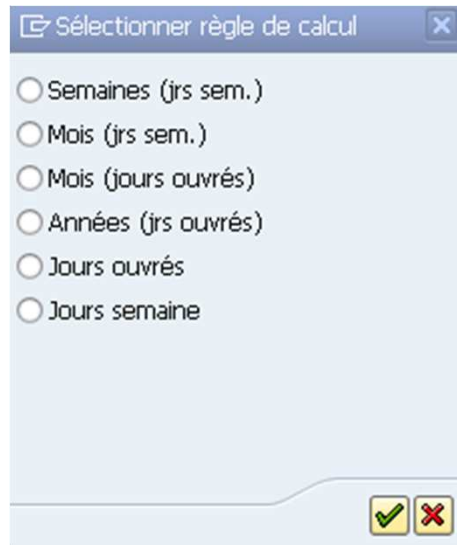 Sélectionner règle de calcul
Semaines (jrs sem.)
Mois (jrs sem.)
Mois (jours ouvrés)
Années (jrs ouvrés)
Jours ouvrés
Jours semaine